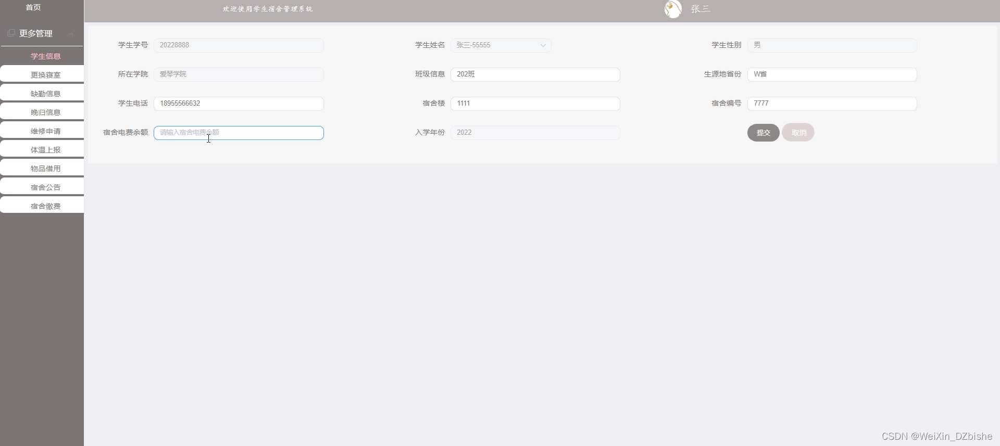 首页
更多管理
学生信息
更换寝室
缺勤信息
晚归信息
维修申请
体温上报
物品借用
宿舍公告
宿舍缴费
欢迎使用学生宿舍管理系统
张三
学生学号 20228888 学生姓名 张三-55555 学生性别 男
所在学院 爱琴学院 班级信息 202班 生源地省份 W省
学生电话 18955566632 宿舍楼 1111 宿舍编号 7777
宿舍电费余额 请输入宿舍电费余额 入学年份 2022 提交 取消
CSDN @WeiXin_DZbishe